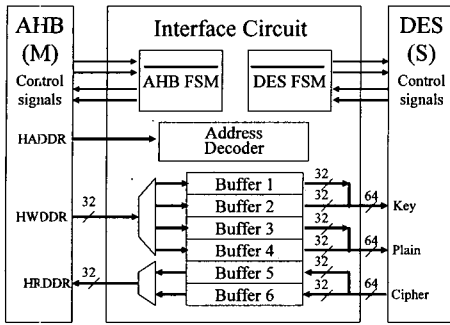 AHB
(M)
Interface Circuit
DES
(S)
AHB FSM
DES FSM
Control
signals
Control
signals
HADDR
Address
Decoder
32
HWDDR
32
Buffer 1
Buffer 2
32
64
Key
32
Buffer 3
Buffer 4
32
64
Plain
HRDDR
32
32
Buffer 5
Buffer 6
32
64
Cipher